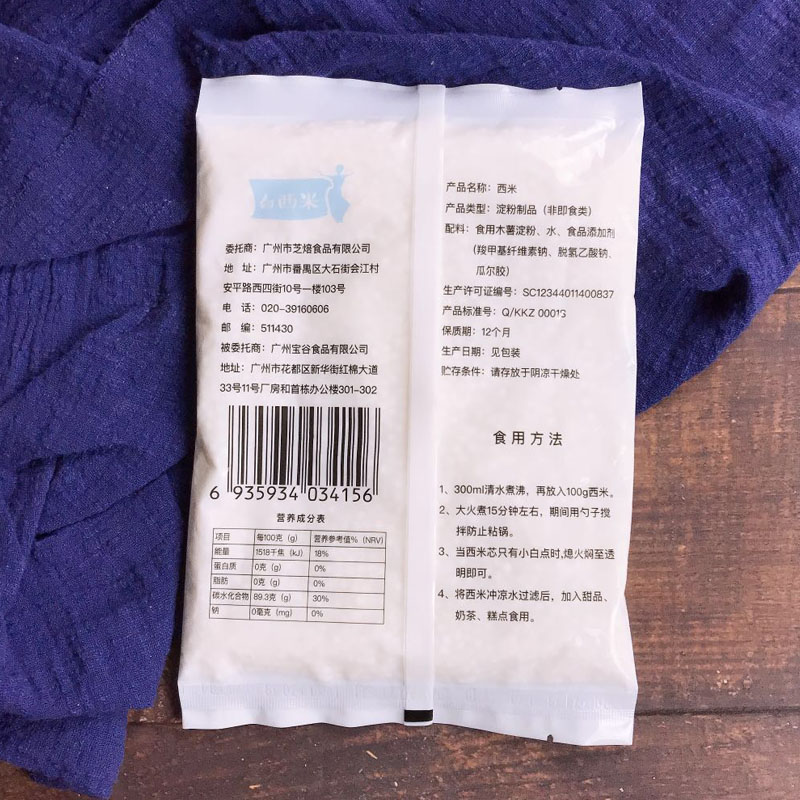 白西米
委托商：广州市芝焙食品有限公司
地 址：广州市番禺区大石街会江村
安平路西四街10号一楼103号
电 话：020-39160606
邮 编：511430
被委托商：广州宝谷食品有限公司
地址：广州市花都区新华街红棉大道
33号11号厂房和首栋办公楼301-302
6 935934 034156
营养成分表
项目 每100克（g） 营养参考值%（NRV）
能量 1518千焦（kJ） 18%
蛋白质 0克（g） 0%
脂肪 0克（g） 0%
碳水化合物 89.3克（g） 30%
钠 0毫克（mg） 0%
产品名称：西米
产品类型：淀粉制品（非即食类）
配料：食用木薯淀粉、水、食品添加剂
（羧甲基纤维素钠、脱氢乙酸钠、
瓜尔胶）
生产许可证编号：SC12344011400837
产品标准号：Q/KKZ 0001S
保质期：12个月
生产日期：见包装
贮存条件：请存放于阴凉干燥处
食用方法
1、300ml清水煮沸，再放入100g西米。
2、大火煮15分钟左右，期间用勺子搅
拌防止粘锅。
3、当西米芯只有小白点时,熄火焖至透
明即可。
4、将西米冲凉水过滤后，加入甜品、
奶茶、糕点食用。